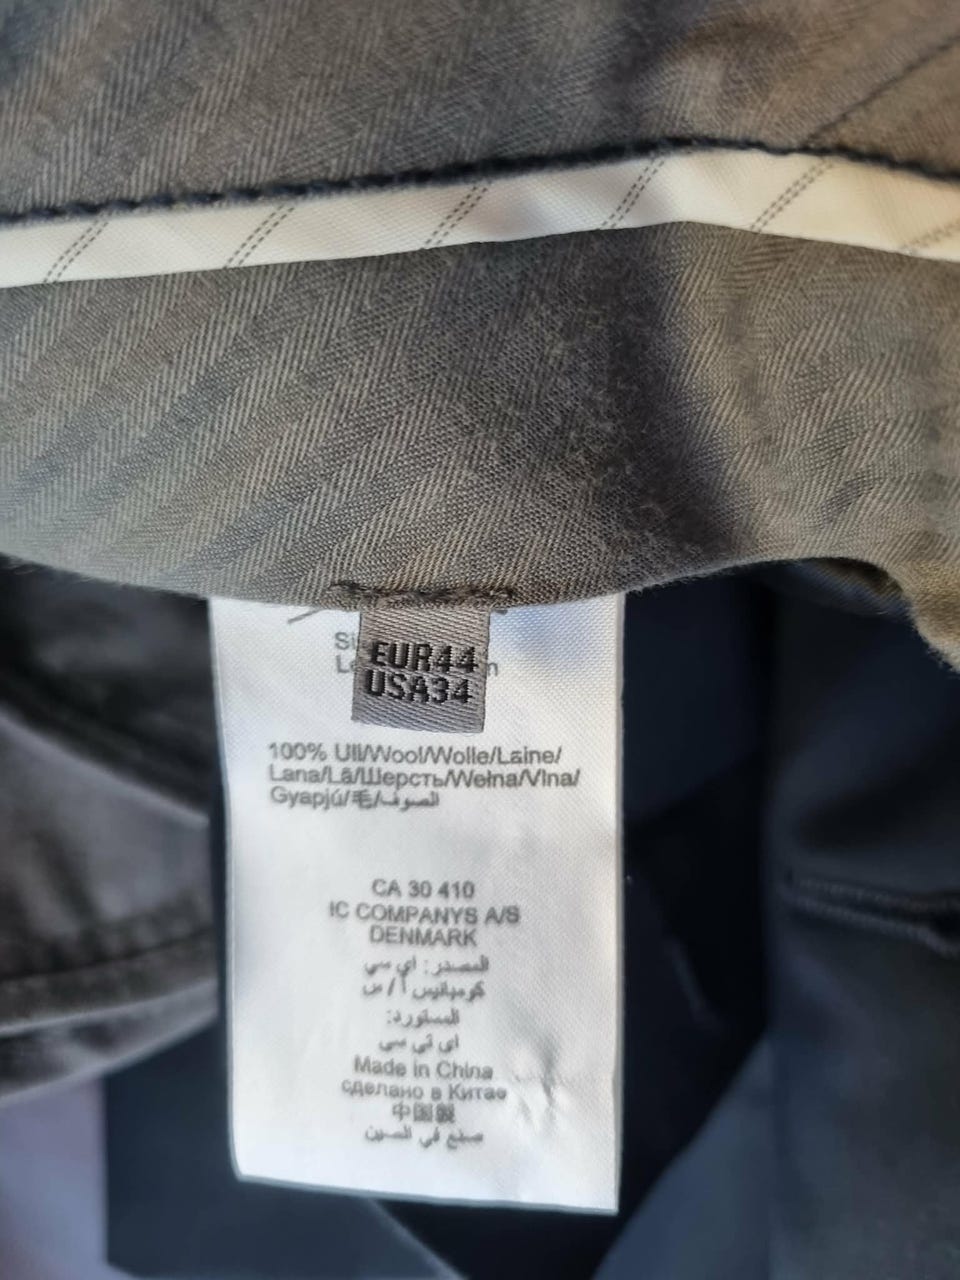 EUR44
USA34
100% Ull/Wool/Wolle/Laine/
Lana/Lã/Шерсть/Wełna/Vlna/
Gyapjú/毛/الصوف
CA 30 410
IC COMPANYS A/S
DENMARK
المصدر: اي سي
كومبانيس أ / س
المستورد:
اي تي سي
Made in China
сделано в Китае
中国製
صنع في الصين